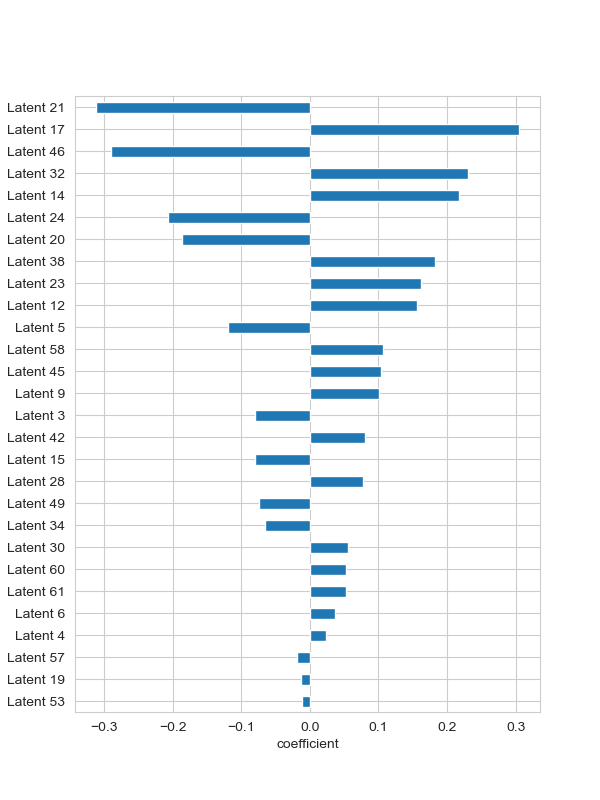 Latent 21
Latent 17
Latent 46
Latent 32
Latent 14
Latent 24
Latent 20
Latent 38
Latent 23
Latent 12
Latent 5
Latent 58
Latent 45
Latent 9
Latent 3
Latent 42
Latent 15
Latent 28
Latent 49
Latent 34
Latent 30
Latent 60
Latent 61
Latent 6
Latent 4
Latent 57
Latent 19
Latent 53
−0.3 −0.2 −0.1 0.0 0.1 0.2 0.3
coefficient